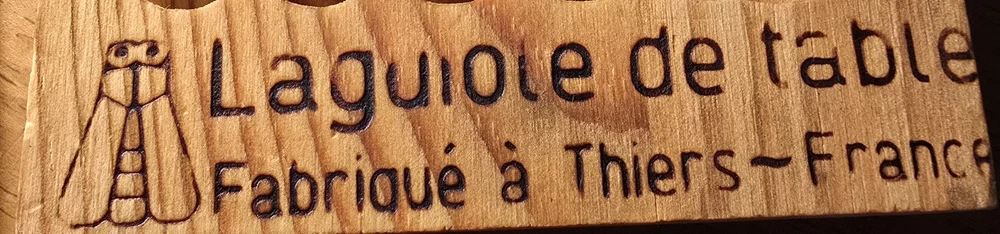 Laguiole de table
Fabriqué à Thiers~France